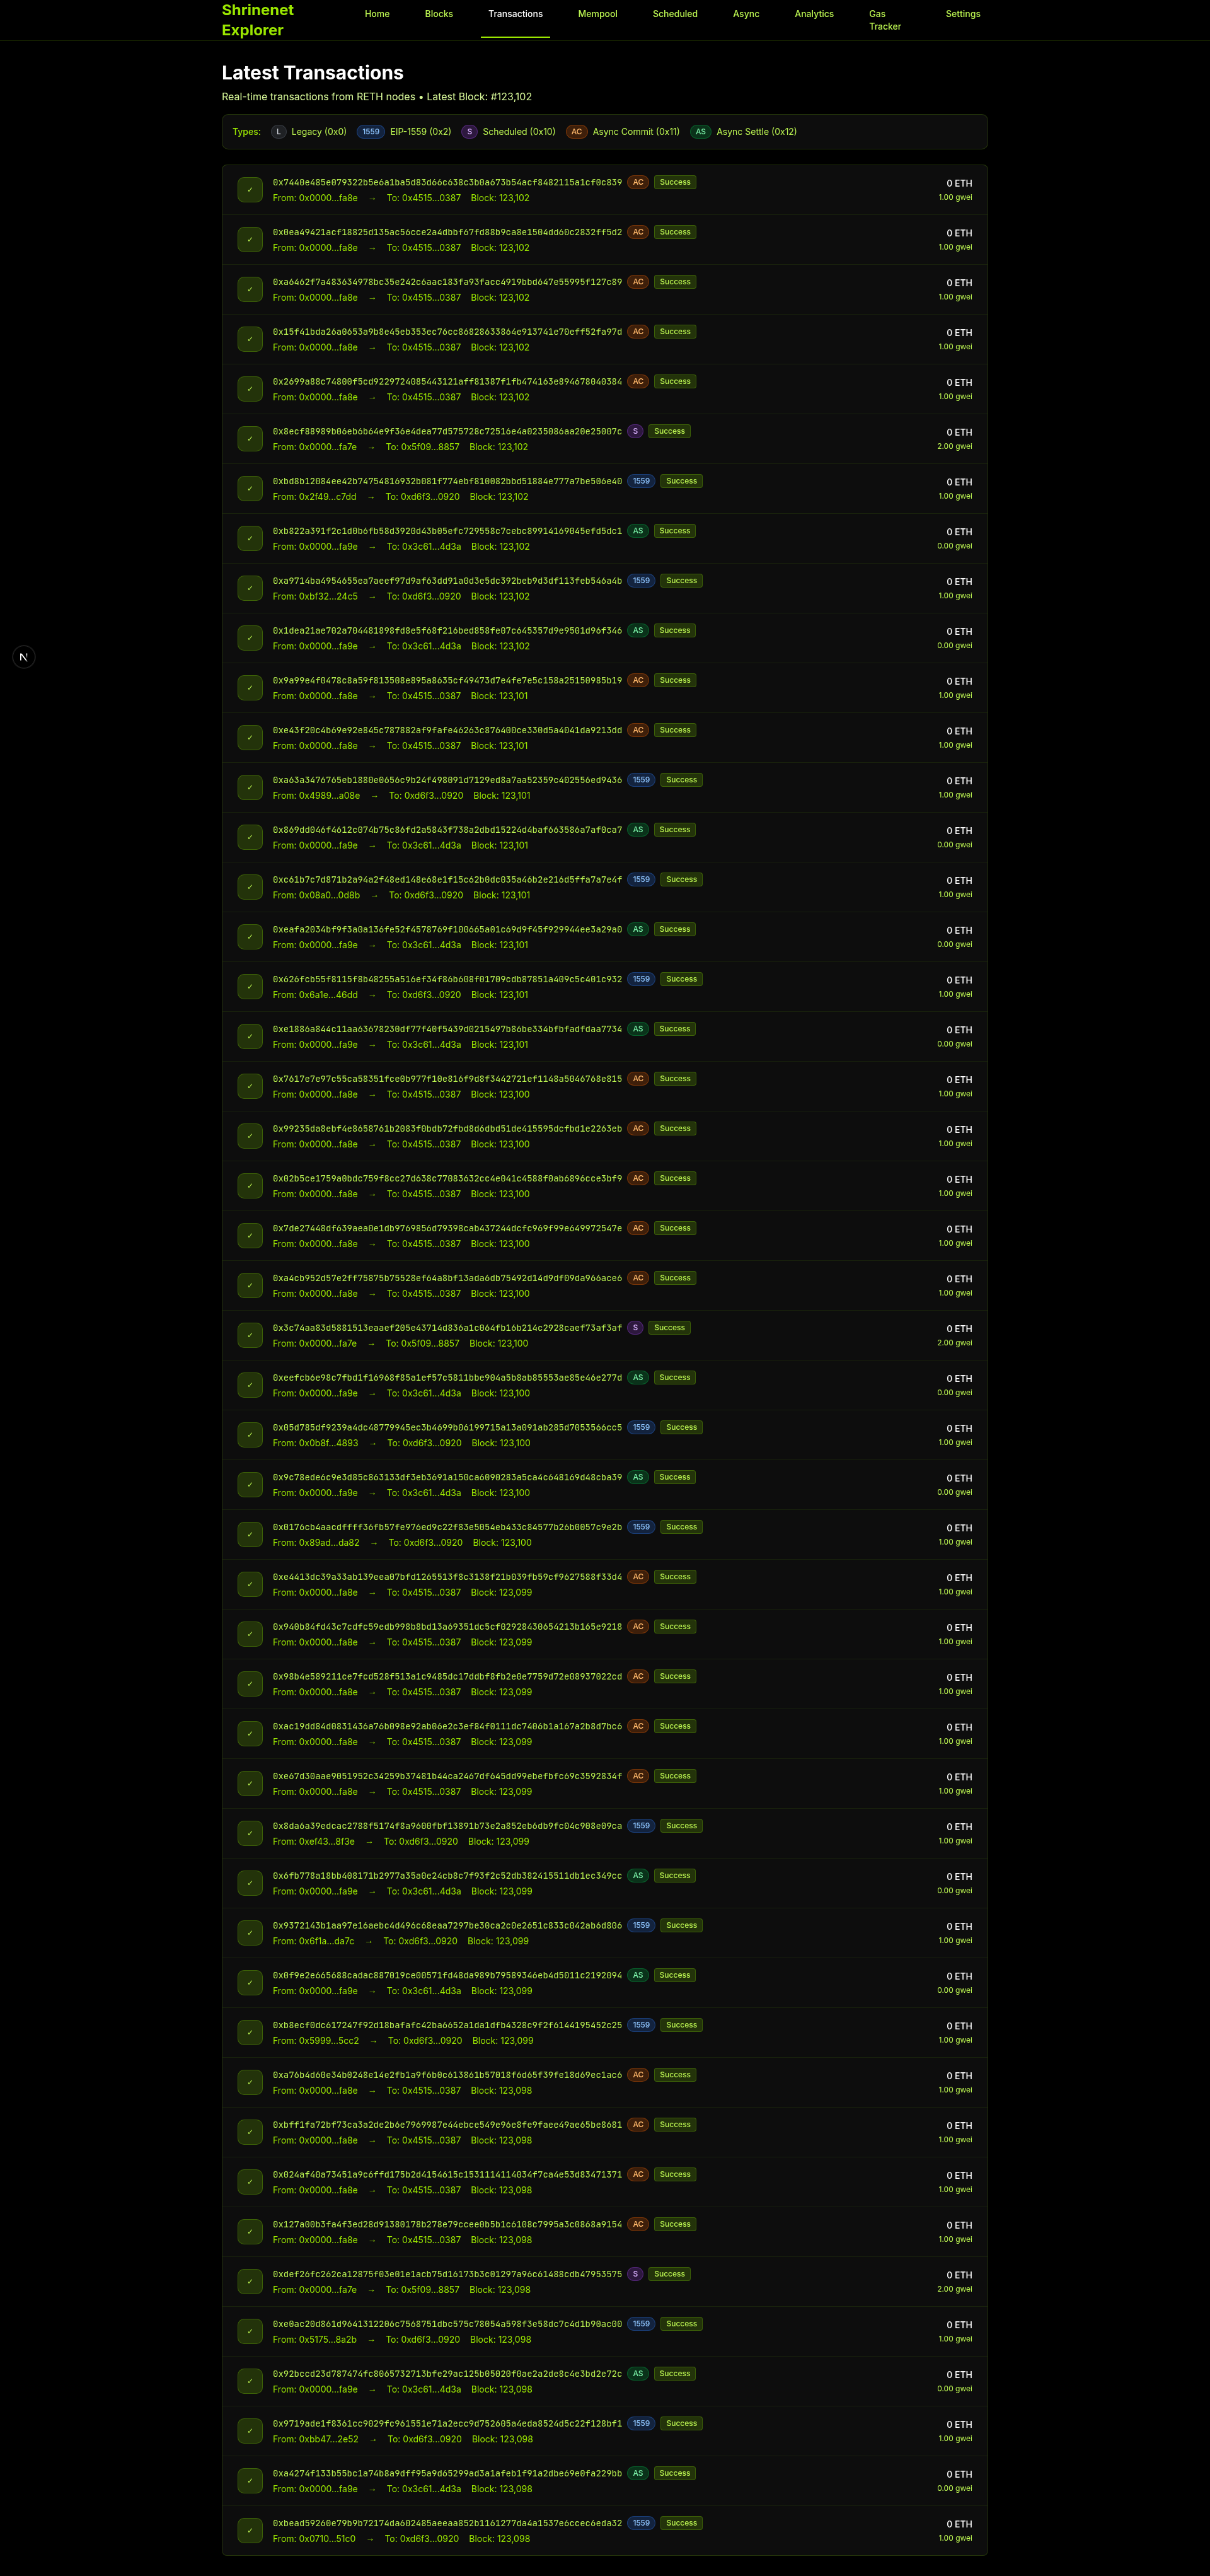 Shrinenet Explorer
Home
Blocks
Transactions
Mempool
Scheduled
Async
Analytics
Gas Tracker
Settings
Latest Transactions
Real-time transactions from RETH nodes • Latest Block: #123,102
Types: L Legacy (0x0) 1559 EIP-1559 (0x2) S Scheduled (0x10) AC Async Commit (0x11) AS Async Settle (0x12)
✓ 0x7440e485e079322b5e6a1ba5d83d66c638c3b0a673b54acf8482115a1cf0c839 AC Success 0 ETH
From: 0x0000...fa8e → To: 0x4515...0387 Block: 123,102 1.00 gwei
✓ 0x0ea49421acf18825d135ac56cce2a4dbbf67fd88b9ca8e1504dd60c2832ff5d2 AC Success 0 ETH
From: 0x0000...fa8e → To: 0x4515...0387 Block: 123,102 1.00 gwei
✓ 0xa6462f7a483634978bc35e242c6aac183fa93facc4919bbd647e55995f127c89 AC Success 0 ETH
From: 0x0000...fa8e → To: 0x4515...0387 Block: 123,102 1.00 gwei
✓ 0x15f41bda26a0653a9b8e45eb353ec76cc86828633864e913741e70eff52fa97d AC Success 0 ETH
From: 0x0000...fa8e → To: 0x4515...0387 Block: 123,102 1.00 gwei
✓ 0x2699a88c74800f5cd9229724085443121aff81387f1fb474163e894678040384 AC Success 0 ETH
From: 0x0000...fa8e → To: 0x4515...0387 Block: 123,102 1.00 gwei
✓ 0x8ecf88989b06eb6b64e9f36e4dea77d575728c72516e4a0235086aa20e25007c S Success 0 ETH
From: 0x0000...fa7e → To: 0x5f09...8857 Block: 123,102 2.00 gwei
✓ 0xbd8b12084ee42b74754816932b081f774ebf810082bbd51884e777a7be506e40 1559 Success 0 ETH
From: 0x2f49...c7dd → To: 0xd6f3...0920 Block: 123,102 1.00 gwei
✓ 0xb822a391f2c1d0b6fb58d3920d43b05efc729558c7cebc89914169045efd5dc1 AS Success 0 ETH
From: 0x0000...fa9e → To: 0x3c61...4d3a Block: 123,102 0.00 gwei
✓ 0xa9714ba4954655ea7aeef97d9af63dd91a0d3e5dc392beb9d3df113feb546a4b 1559 Success 0 ETH
From: 0xbf32...24c5 → To: 0xd6f3...0920 Block: 123,102 1.00 gwei
✓ 0x1dea21ae702a704481898fd8e5f68f216bed858fe07c645357d9e9501d96f346 AS Success 0 ETH
From: 0x0000...fa9e → To: 0x3c61...4d3a Block: 123,102 0.00 gwei
✓ 0x9a99e4f0478c8a59f813508e895a8635cf49473d7e4fe7e5c158a25150985b19 AC Success 0 ETH
From: 0x0000...fa8e → To: 0x4515...0387 Block: 123,101 1.00 gwei
✓ 0xe43f20c4b69e92e845c787882af9fafe46263c876400ce330d5a4041da9213dd AC Success 0 ETH
From: 0x0000...fa8e → To: 0x4515...0387 Block: 123,101 1.00 gwei
✓ 0xa63a3476765eb1880e0656c9b24f498091d7129ed8a7aa52359c402556ed9436 1559 Success 0 ETH
From: 0x4989...a08e → To: 0xd6f3...0920 Block: 123,101 1.00 gwei
✓ 0x869dd046f4612c074b75c86fd2a5843f738a2dbd15224d4baf663586a7af0ca7 AS Success 0 ETH
From: 0x0000...fa9e → To: 0x3c61...4d3a Block: 123,101 0.00 gwei
✓ 0xc61b7c7d871b2a94a2f48ed148e68e1f15c62b0dc035a46b2e216d5ffa7a7e4f 1559 Success 0 ETH
From: 0x08a0...0d8b → To: 0xd6f3...0920 Block: 123,101 1.00 gwei
✓ 0xeafa2034bf9f3a0a136fe52f4578769f100665a01c69d9f45f929944ee3a29a0 AS Success 0 ETH
From: 0x0000...fa9e → To: 0x3c61...4d3a Block: 123,101 0.00 gwei
✓ 0x626fcb55f8115f8b48255a516ef34f86b608f01709cdb87851a409c5c401c932 1559 Success 0 ETH
From: 0x6a1e...46dd → To: 0xd6f3...0920 Block: 123,101 1.00 gwei
✓ 0xe1886a844c11aa63678230df77f40f5439d0215497b86be334bfbfadfdaa7734 AS Success 0 ETH
From: 0x0000...fa9e → To: 0x3c61...4d3a Block: 123,101 0.00 gwei
✓ 0x7617e7e97c55ca58351fce0b977f10e816f9d8f3442721ef1148a5046768e815 AC Success 0 ETH
From: 0x0000...fa8e → To: 0x4515...0387 Block: 123,100 1.00 gwei
✓ 0x99235da8ebf4e8658761b2083f0bdb72fbd8d6dbd51de415595dcfbd1e2263eb AC Success 0 ETH
From: 0x0000...fa8e → To: 0x4515...0387 Block: 123,100 1.00 gwei
✓ 0x02b5ce1759a0bdc759f8cc27d638c77083632cc4e041c4588f0ab6896cce3bf9 AC Success 0 ETH
From: 0x0000...fa8e → To: 0x4515...0387 Block: 123,100 1.00 gwei
✓ 0x7de27448df639aea0e1db9769856d79398cab437244dcfc969f99e649972547e AC Success 0 ETH
From: 0x0000...fa8e → To: 0x4515...0387 Block: 123,100 1.00 gwei
✓ 0xa4cb952d57e2ff75875b75528ef64a8bf13ada6db75492d14d9df09da966ace6 AC Success 0 ETH
From: 0x0000...fa8e → To: 0x4515...0387 Block: 123,100 1.00 gwei
✓ 0x3c74aa83d5881513eaaef205e43714d836a1c064fb16b214c2928caef73af3af S Success 0 ETH
From: 0x0000...fa7e → To: 0x5f09...8857 Block: 123,100 2.00 gwei
✓ 0xeefcb6e98c7fbd1f16968f85a1ef57c5811bbe904a5b8ab85553ae85e46e277d AS Success 0 ETH
From: 0x0000...fa9e → To: 0x3c61...4d3a Block: 123,100 0.00 gwei
✓ 0x05d785df9239a4dc48779945ec3b4699b06199715a13a091ab285d7053566cc5 1559 Success 0 ETH
From: 0x0b8f...4893 → To: 0xd6f3...0920 Block: 123,100 1.00 gwei
✓ 0x9c78ede6c9e3d85c863133df3eb3691a150ca6090283a5ca4c648169d48cba39 AS Success 0 ETH
From: 0x0000...fa9e → To: 0x3c61...4d3a Block: 123,100 0.00 gwei
✓ 0x0176cb4aacdffff36fb57fe976ed9c22f83e5054eb433c84577b26b0057c9e2b 1559 Success 0 ETH
From: 0x89ad...da82 → To: 0xd6f3...0920 Block: 123,100 1.00 gwei
✓ 0xe4413dc39a33ab139eea07bfd1265513f8c3138f21b039fb59cf9627588f33d4 AC Success 0 ETH
From: 0x0000...fa8e → To: 0x4515...0387 Block: 123,099 1.00 gwei
✓ 0x940b84fd43c7cdfc59edb998b8bd13a69351dc5cf02928430654213b165e9218 AC Success 0 ETH
From: 0x0000...fa8e → To: 0x4515...0387 Block: 123,099 1.00 gwei
✓ 0x98b4e589211ce7fcd528f513a1c9485dc17ddbf8fb2e0e7759d72e08937022cd AC Success 0 ETH
From: 0x0000...fa8e → To: 0x4515...0387 Block: 123,099 1.00 gwei
✓ 0xac19dd84d0831436a76b098e92ab06e2c3ef84f0111dc7406b1a167a2b8d7bc6 AC Success 0 ETH
From: 0x0000...fa8e → To: 0x4515...0387 Block: 123,099 1.00 gwei
✓ 0xe67d30aae9051952c34259b37481b44ca2467df645dd99ebefbfc69c3592834f AC Success 0 ETH
From: 0x0000...fa8e → To: 0x4515...0387 Block: 123,099 1.00 gwei
✓ 0x8da6a39edcac2788f5174f8a9600fbf13891b73e2a852eb6db9fc04c908e09ca 1559 Success 0 ETH
From: 0xef43...8f3e → To: 0xd6f3...0920 Block: 123,099 1.00 gwei
✓ 0x6fb778a18bb408171b2977a35a0e24cb8c7f93f2c52db382415511db1ec349cc AS Success 0 ETH
From: 0x0000...fa9e → To: 0x3c61...4d3a Block: 123,099 0.00 gwei
✓ 0x9372143b1aa97e16aebc4d496c68eaa7297be30ca2c0e2651c833c042ab6d806 1559 Success 0 ETH
From: 0x6f1a...da7c → To: 0xd6f3...0920 Block: 123,099 1.00 gwei
✓ 0x0f9e2e665688cadac887019ce00571fd48da989b79589346eb4d5011c2192094 AS Success 0 ETH
From: 0x0000...fa9e → To: 0x3c61...4d3a Block: 123,099 0.00 gwei
✓ 0xb8ecf0dc617247f92d18bafafc42ba6652a1da1dfb4328c9f2f6144195452c25 1559 Success 0 ETH
From: 0x5999...5cc2 → To: 0xd6f3...0920 Block: 123,099 1.00 gwei
✓ 0xa76b4d60e34b0248e14e2fb1a9f6b0c613861b57018f6d65f39fe18d69ec1ac6 AC Success 0 ETH
From: 0x0000...fa8e → To: 0x4515...0387 Block: 123,098 1.00 gwei
✓ 0xbff1fa72bf73ca3a2de2b6e7969987e44ebce549e96e8fe9faee49ae65be8681 AC Success 0 ETH
From: 0x0000...fa8e → To: 0x4515...0387 Block: 123,098 1.00 gwei
✓ 0x024af40a73451a9c6ffd175b2d4154615c1531114114034f7ca4e53d83471371 AC Success 0 ETH
From: 0x0000...fa8e → To: 0x4515...0387 Block: 123,098 1.00 gwei
✓ 0x127a00b3fa4f3ed28d91380178b278e79ccee0b5b1c6108c7995a3c0868a9154 AC Success 0 ETH
From: 0x0000...fa8e → To: 0x4515...0387 Block: 123,098 1.00 gwei
✓ 0xdef26fc262ca12875f03e01e1acb75d16173b3c01297a96c61488cdb47953575 S Success 0 ETH
From: 0x0000...fa7e → To: 0x5f09...8857 Block: 123,098 2.00 gwei
✓ 0xe0ac20d861d9641312206c7568751dbc575c78054a598f3e58dc7c4d1b90ac00 1559 Success 0 ETH
From: 0x5175...8a2b → To: 0xd6f3...0920 Block: 123,098 1.00 gwei
✓ 0x92bccd23d787474fc8065732713bfe29ac125b05020f0ae2a2de8c4e3bd2e72c AS Success 0 ETH
From: 0x0000...fa9e → To: 0x3c61...4d3a Block: 123,098 0.00 gwei
✓ 0x9719ade1f8361cc9029fc961551e71a2ecc9d752605a4eda8524d5c22f128bf1 1559 Success 0 ETH
From: 0xbb47...2e52 → To: 0xd6f3...0920 Block: 123,098 1.00 gwei
✓ 0xa4274f133b55bc1a74b8a9dff95a9d65299ad3a1afeb1f91a2dbe69e0fa229bb AS Success 0 ETH
From: 0x0000...fa9e → To: 0x3c61...4d3a Block: 123,098 0.00 gwei
✓ 0xbead59260e79b9b72174da602485aeeaa852b1161277da4a1537e6ccec6eda32 1559 Success 0 ETH
From: 0x0710...51c0 → To: 0xd6f3...0920 Block: 123,098 1.00 gwei
N